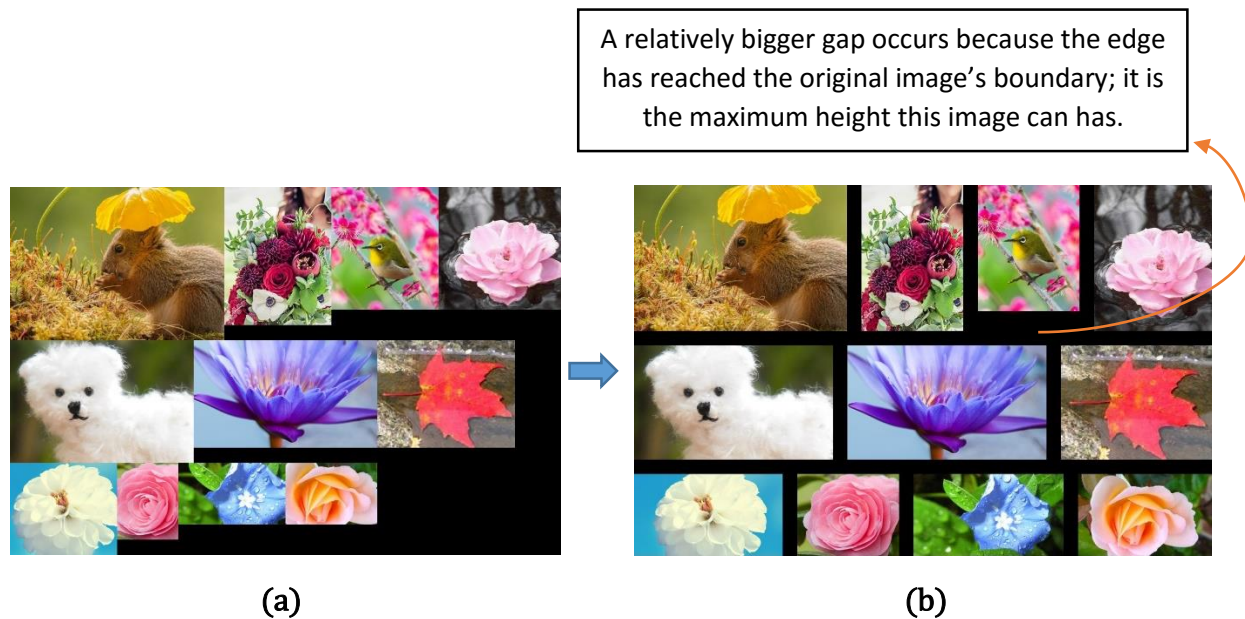 A relatively bigger gap occurs because the edge
has reached the original image’s boundary; it is
the maximum height this image can has.
(a)
(b)